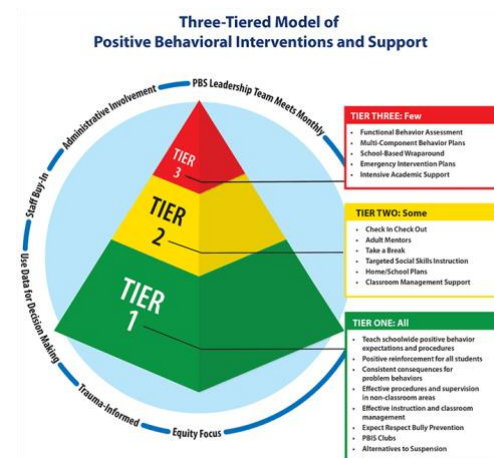 Three-Tiered Model of
Positive Behavioral Interventions and Support
PBS Leadership Team Meets Monthly
Administrative Involvement
Staff Buy-In
Use Data for Decision Making
Trauma-Informed
Equity Focus
TIER
3
TIER
2
TIER
1
TIER THREE: Few
• Functional Behavior Assessment
• Multi-Component Behavior Plans
• School-Based Wraparound
• Emergency Intervention Plans
• Intensive Academic Support
TIER TWO: Some
• Check In Check Out
• Adult Mentors
• Take a Break
• Targeted Social Skills Instruction
• Home/School Plans
• Classroom Management Support
TIER ONE: All
• Teach schoolwide positive behavior
expectations and procedures
• Positive reinforcement for all students
• Consistent consequences for
problem behaviors
• Effective procedures and supervision
in non-classroom areas
• Effective instruction and classroom
management
• Expect Respect Bully Prevention
• PBIS Clubs
• Alternatives to Suspension